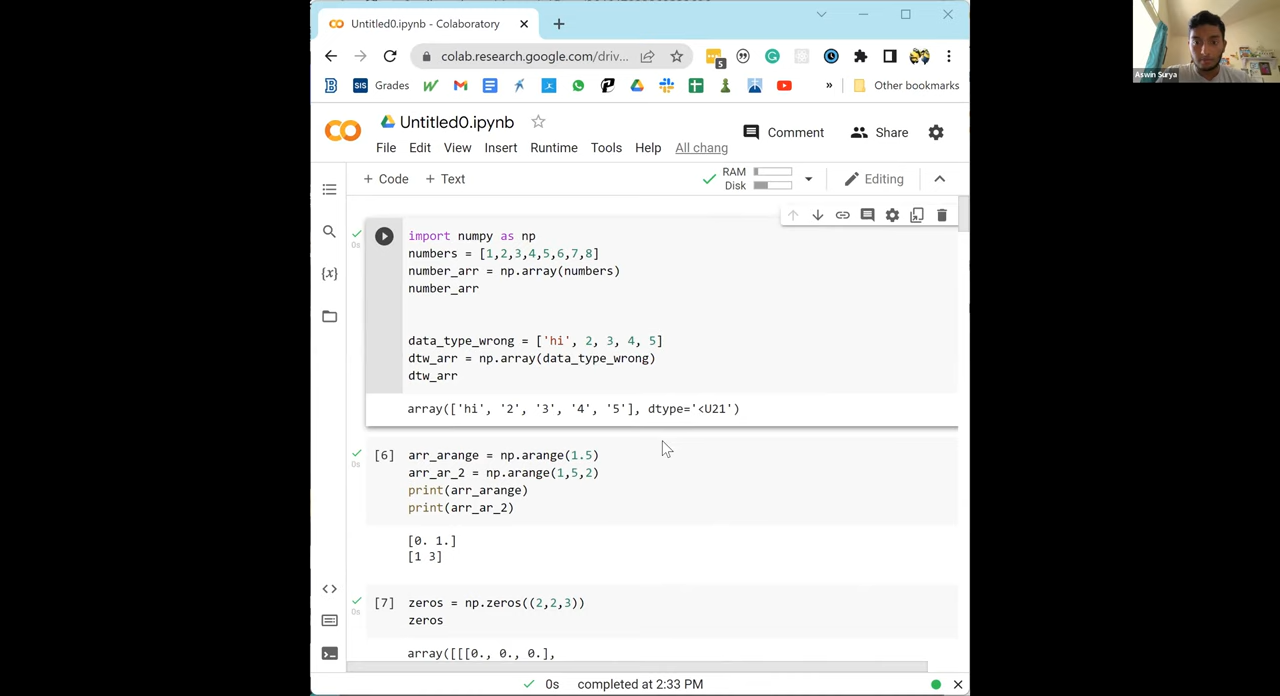 Untitled0.ipynb - Colaboratory
colab.research.google.com/driv...
5
B
SIS Grades
Other bookmarks
Untitled0.ipynb
Comment
Share
File Edit View Insert Runtime Tools Help All chang
+ Code + Text
RAM
Disk
Editing
import numpy as np
0s
numbers = [1,2,3,4,5,6,7,8]
number_arr = np.array(numbers)
number_arr
data_type_wrong = ['hi', 2, 3, 4, 5]
dtw_arr = np.array(data_type_wrong)
dtw_arr
array(['hi', '2', '3', '4', '5'], dtype='<U21')
[6] arr_arange = np.arange(1.5)
0s
arr_ar_2 = np.arange(1,5,2)
print(arr_arange)
print(arr_ar_2)
[0. 1.]
[1 3]
[7] zeros = np.zeros((2,2,3))
0s
zeros
array([[[0., 0., 0.],
0s completed at 2:33 PM
Aswin Surya